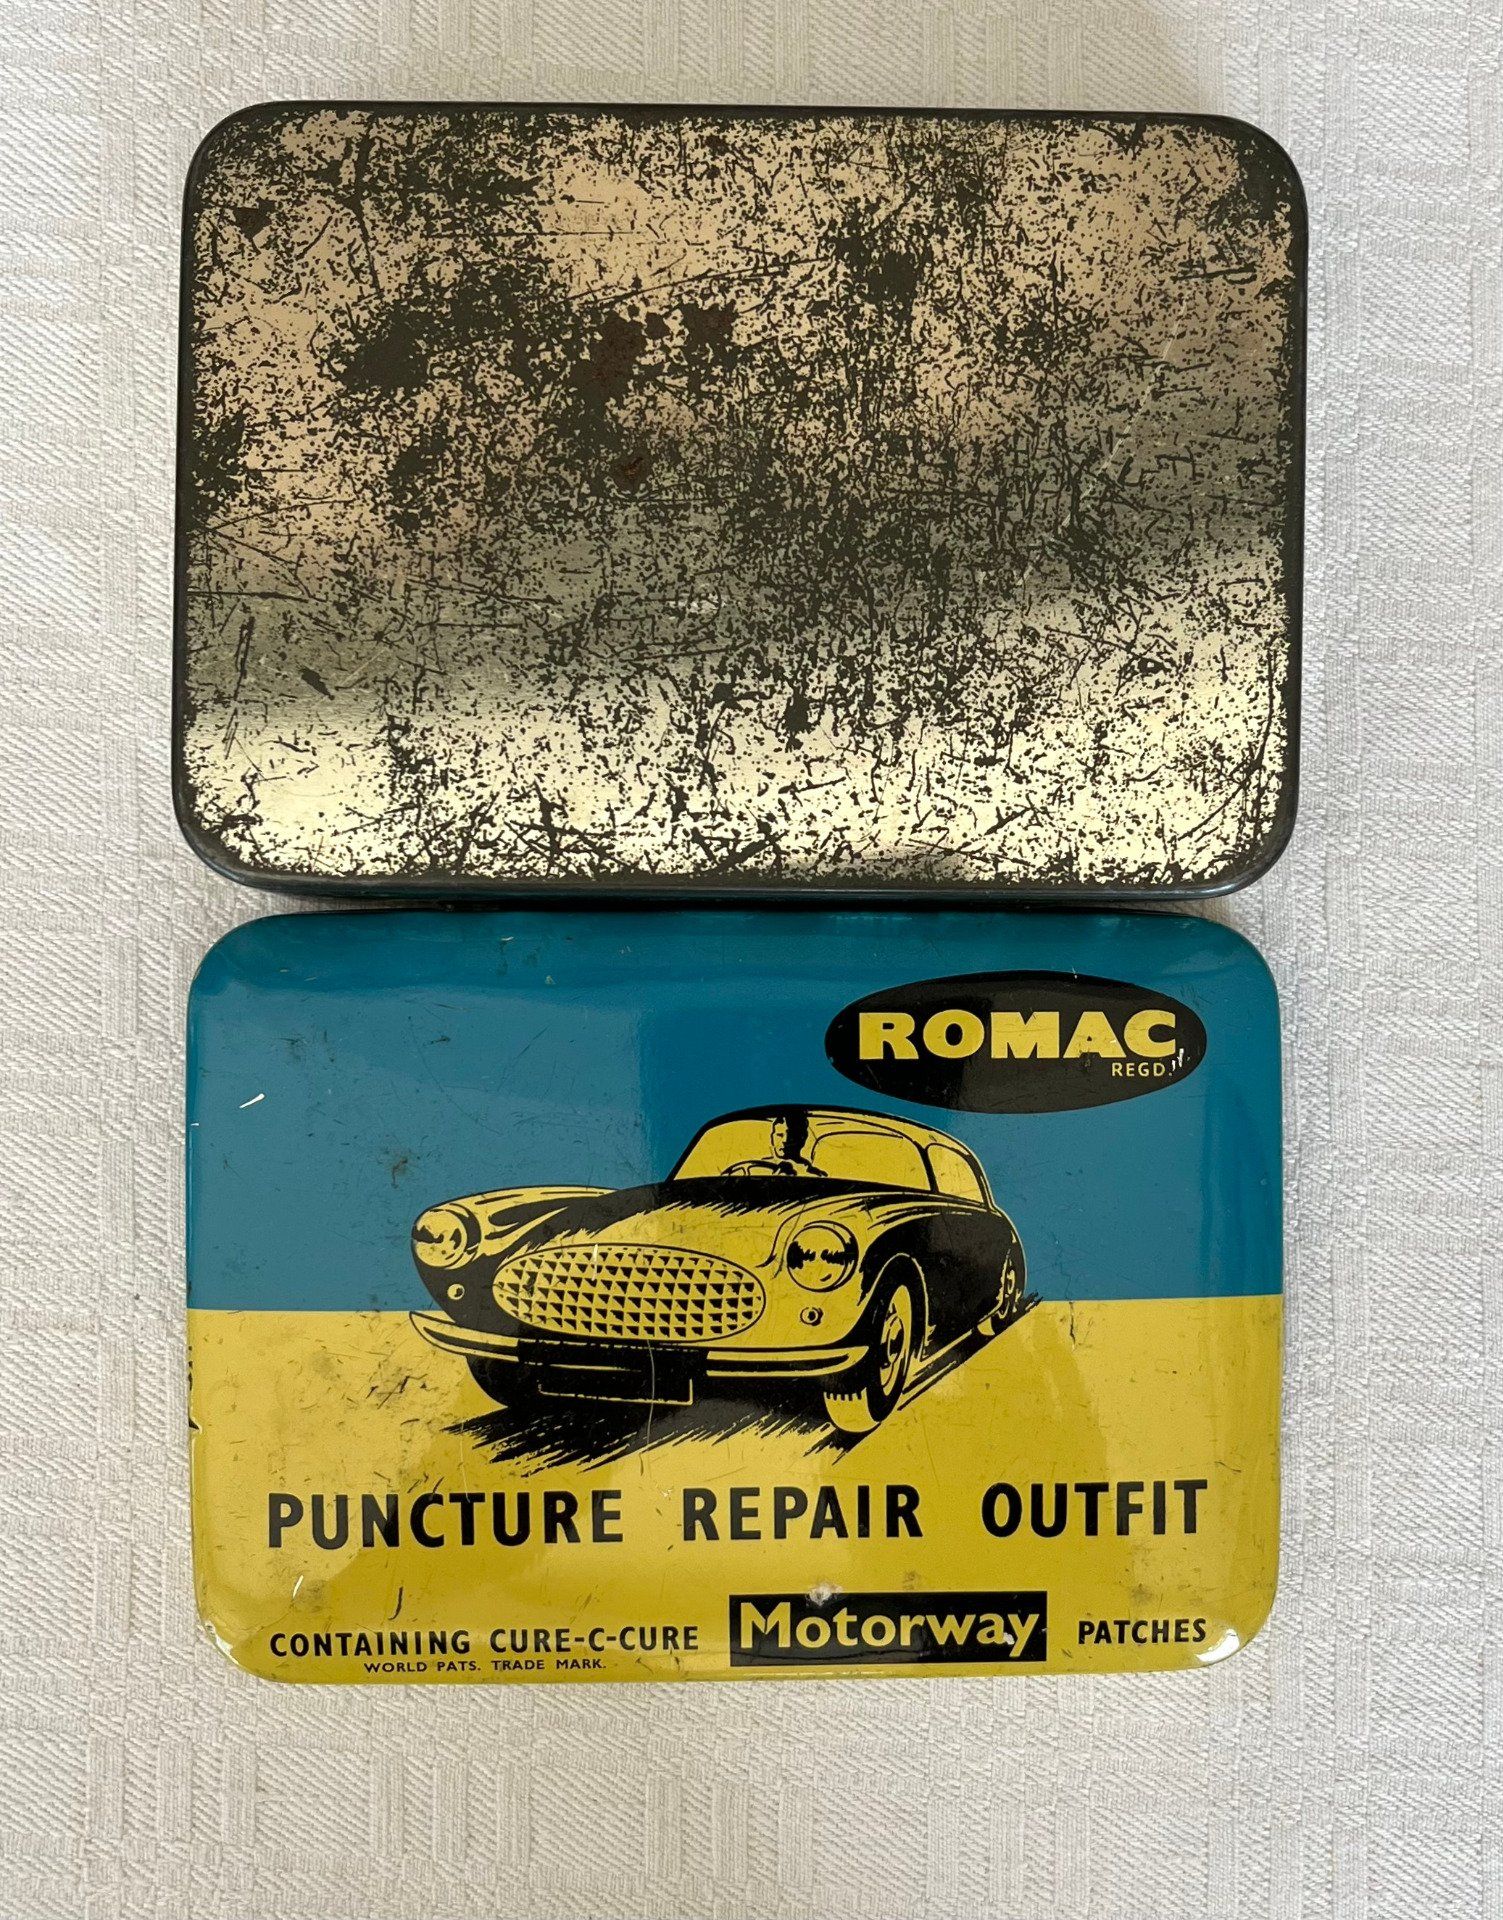 ROMAC
REGD.
PUNCTURE REPAIR OUTFIT
CONTAINING CURE-C-CURE Motorway PATCHES
WORLD PATS. TRADE MARK.